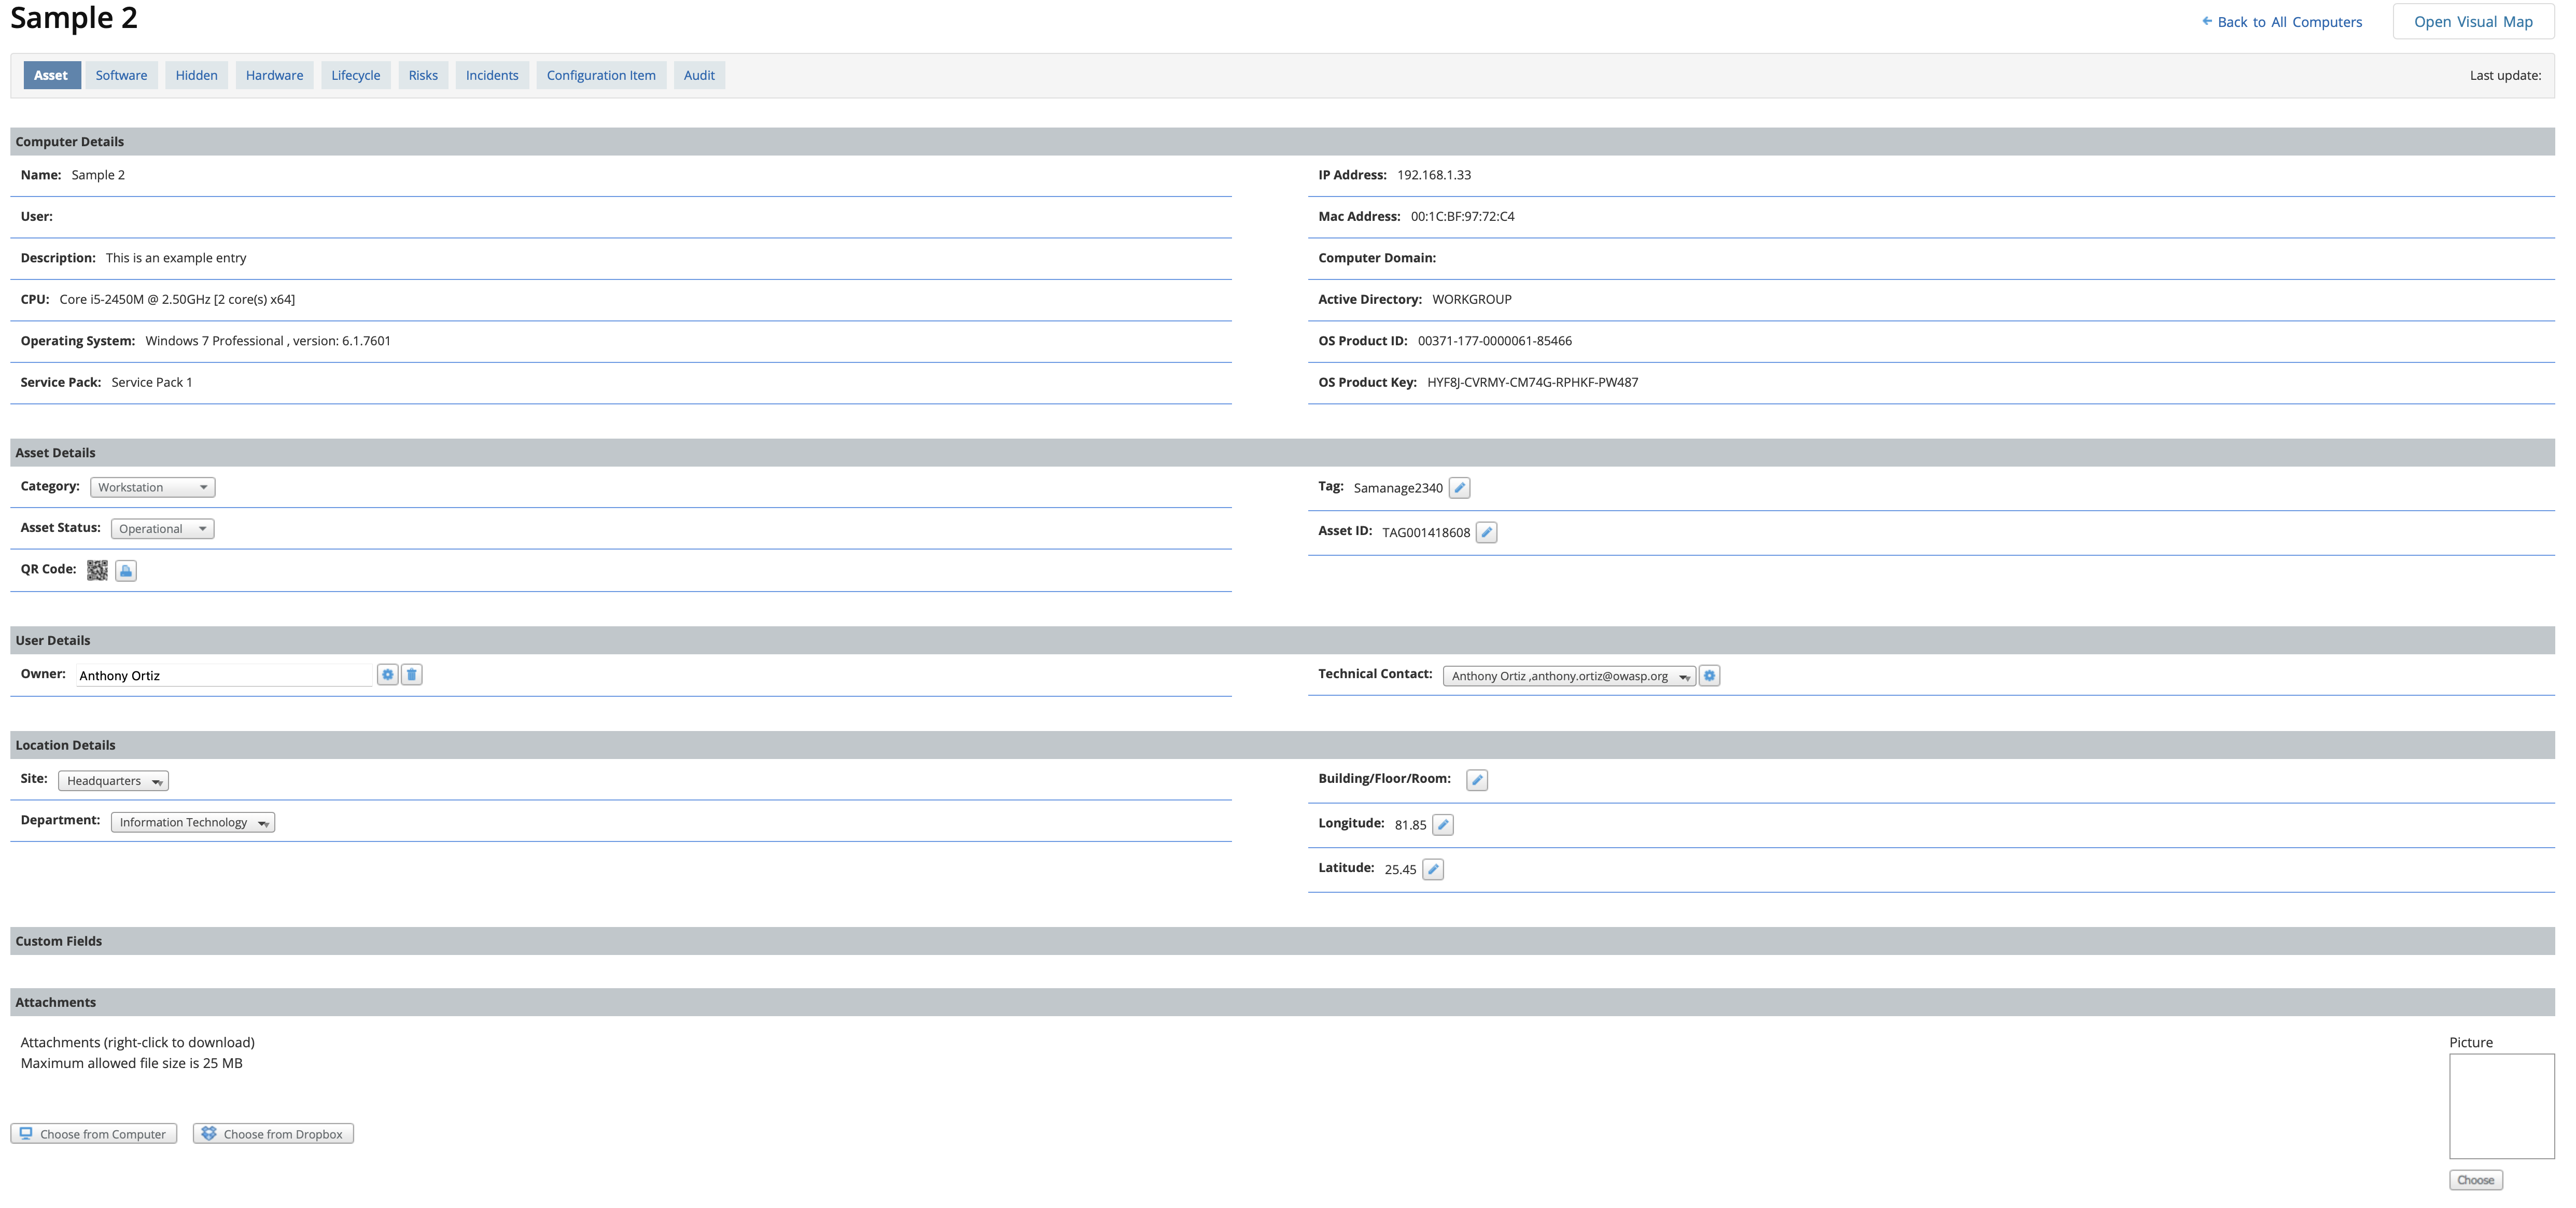 Sample 2
Back to All Computers
Open Visual Map
Asset
Software
Hidden
Hardware
Lifecycle
Risks
Incidents
Configuration Item
Audit
Last update:
Computer Details
Name: Sample 2
IP Address: 192.168.1.33
User:
Mac Address: 00:1C:BF:97:72:C4
Description: This is an example entry
Computer Domain:
CPU: Core i5-2450M @ 2.50GHz [2 core(s) x64]
Active Directory: WORKGROUP
Operating System: Windows 7 Professional , version: 6.1.7601
OS Product ID: 00371-177-0000061-85466
Service Pack: Service Pack 1
OS Product Key: HYF8J-CVRMY-CM74G-RPHKF-PW487
Asset Details
Category: Workstation
Tag: Samanage2340
Asset Status: Operational
Asset ID: TAG001418608
QR Code:
User Details
Owner: Anthony Ortiz
Technical Contact: Anthony Ortiz ,anthony.ortiz@owasp.org
Location Details
Site: Headquarters
Building/Floor/Room:
Department: Information Technology
Longitude: 81.85
Latitude: 25.45
Custom Fields
Attachments
Attachments (right-click to download)
Maximum allowed file size is 25 MB
Picture
Choose from Computer
Choose from Dropbox
Choose